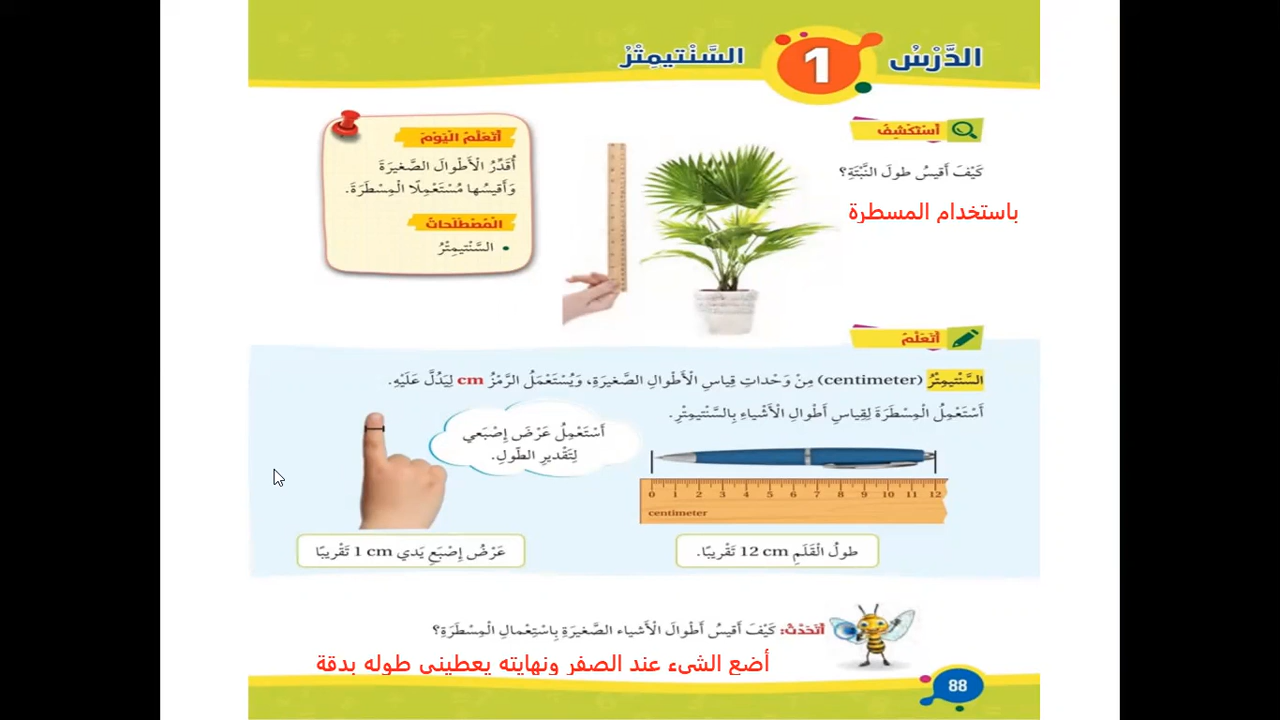 الدَّرْسُ 1 السَّنْتيمِتْرُ
أَسْتَكْشِفُ
كَيْفَ أَقيسُ طولَ النَّبْتَةِ؟
باستخدام المسطرة
أَتَعَلَّمُ الْيَوْمَ
أُقَدِّرُ الْأَطْوالَ الصَّغيرَةَ
وَأَقيسُها مُسْتَعْمِلًا الْمِسْطَرَةَ.
الْمُصْطَلَحاتُ
• السَّنْتيمِتْرُ
أَتَعَلَّمُ
السَّنْتيمِتْرُ (centimeter) مِنْ وَحْداتِ قِياسِ الْأَطْوالِ الصَّغيرَةِ، وَيُسْتَعْمَلُ الرَّمْزُ cm لِيَدُلَّ عَلَيْهِ.
أَسْتَعْمِلُ الْمِسْطَرَةَ لِقِياسِ أَطْوالِ الْأَشْياءِ بِالسَّنْتيمِتْرِ.
أَسْتَعْمِلُ عَرْضَ إِصْبَعي
لِتَقْديرِ الطّولِ.
0 1 2 3 4 5 6 7 8 9 10 11 12
centimeter
طولُ الْقَلَمِ 12 cm تَقْريبًا.
عَرْضُ إِصْبَعِ يَدي 1 cm تَقْريبًا
أَتَحَدَّثُ: كَيْفَ أَقيسُ أَطْوالَ الْأَشياء الصَّغيرَةِ بِاسْتِعْمالِ الْمِسْطَرَةِ؟
أضع الشيء عند الصفر ونهايته يعطيني طوله بدقة
88